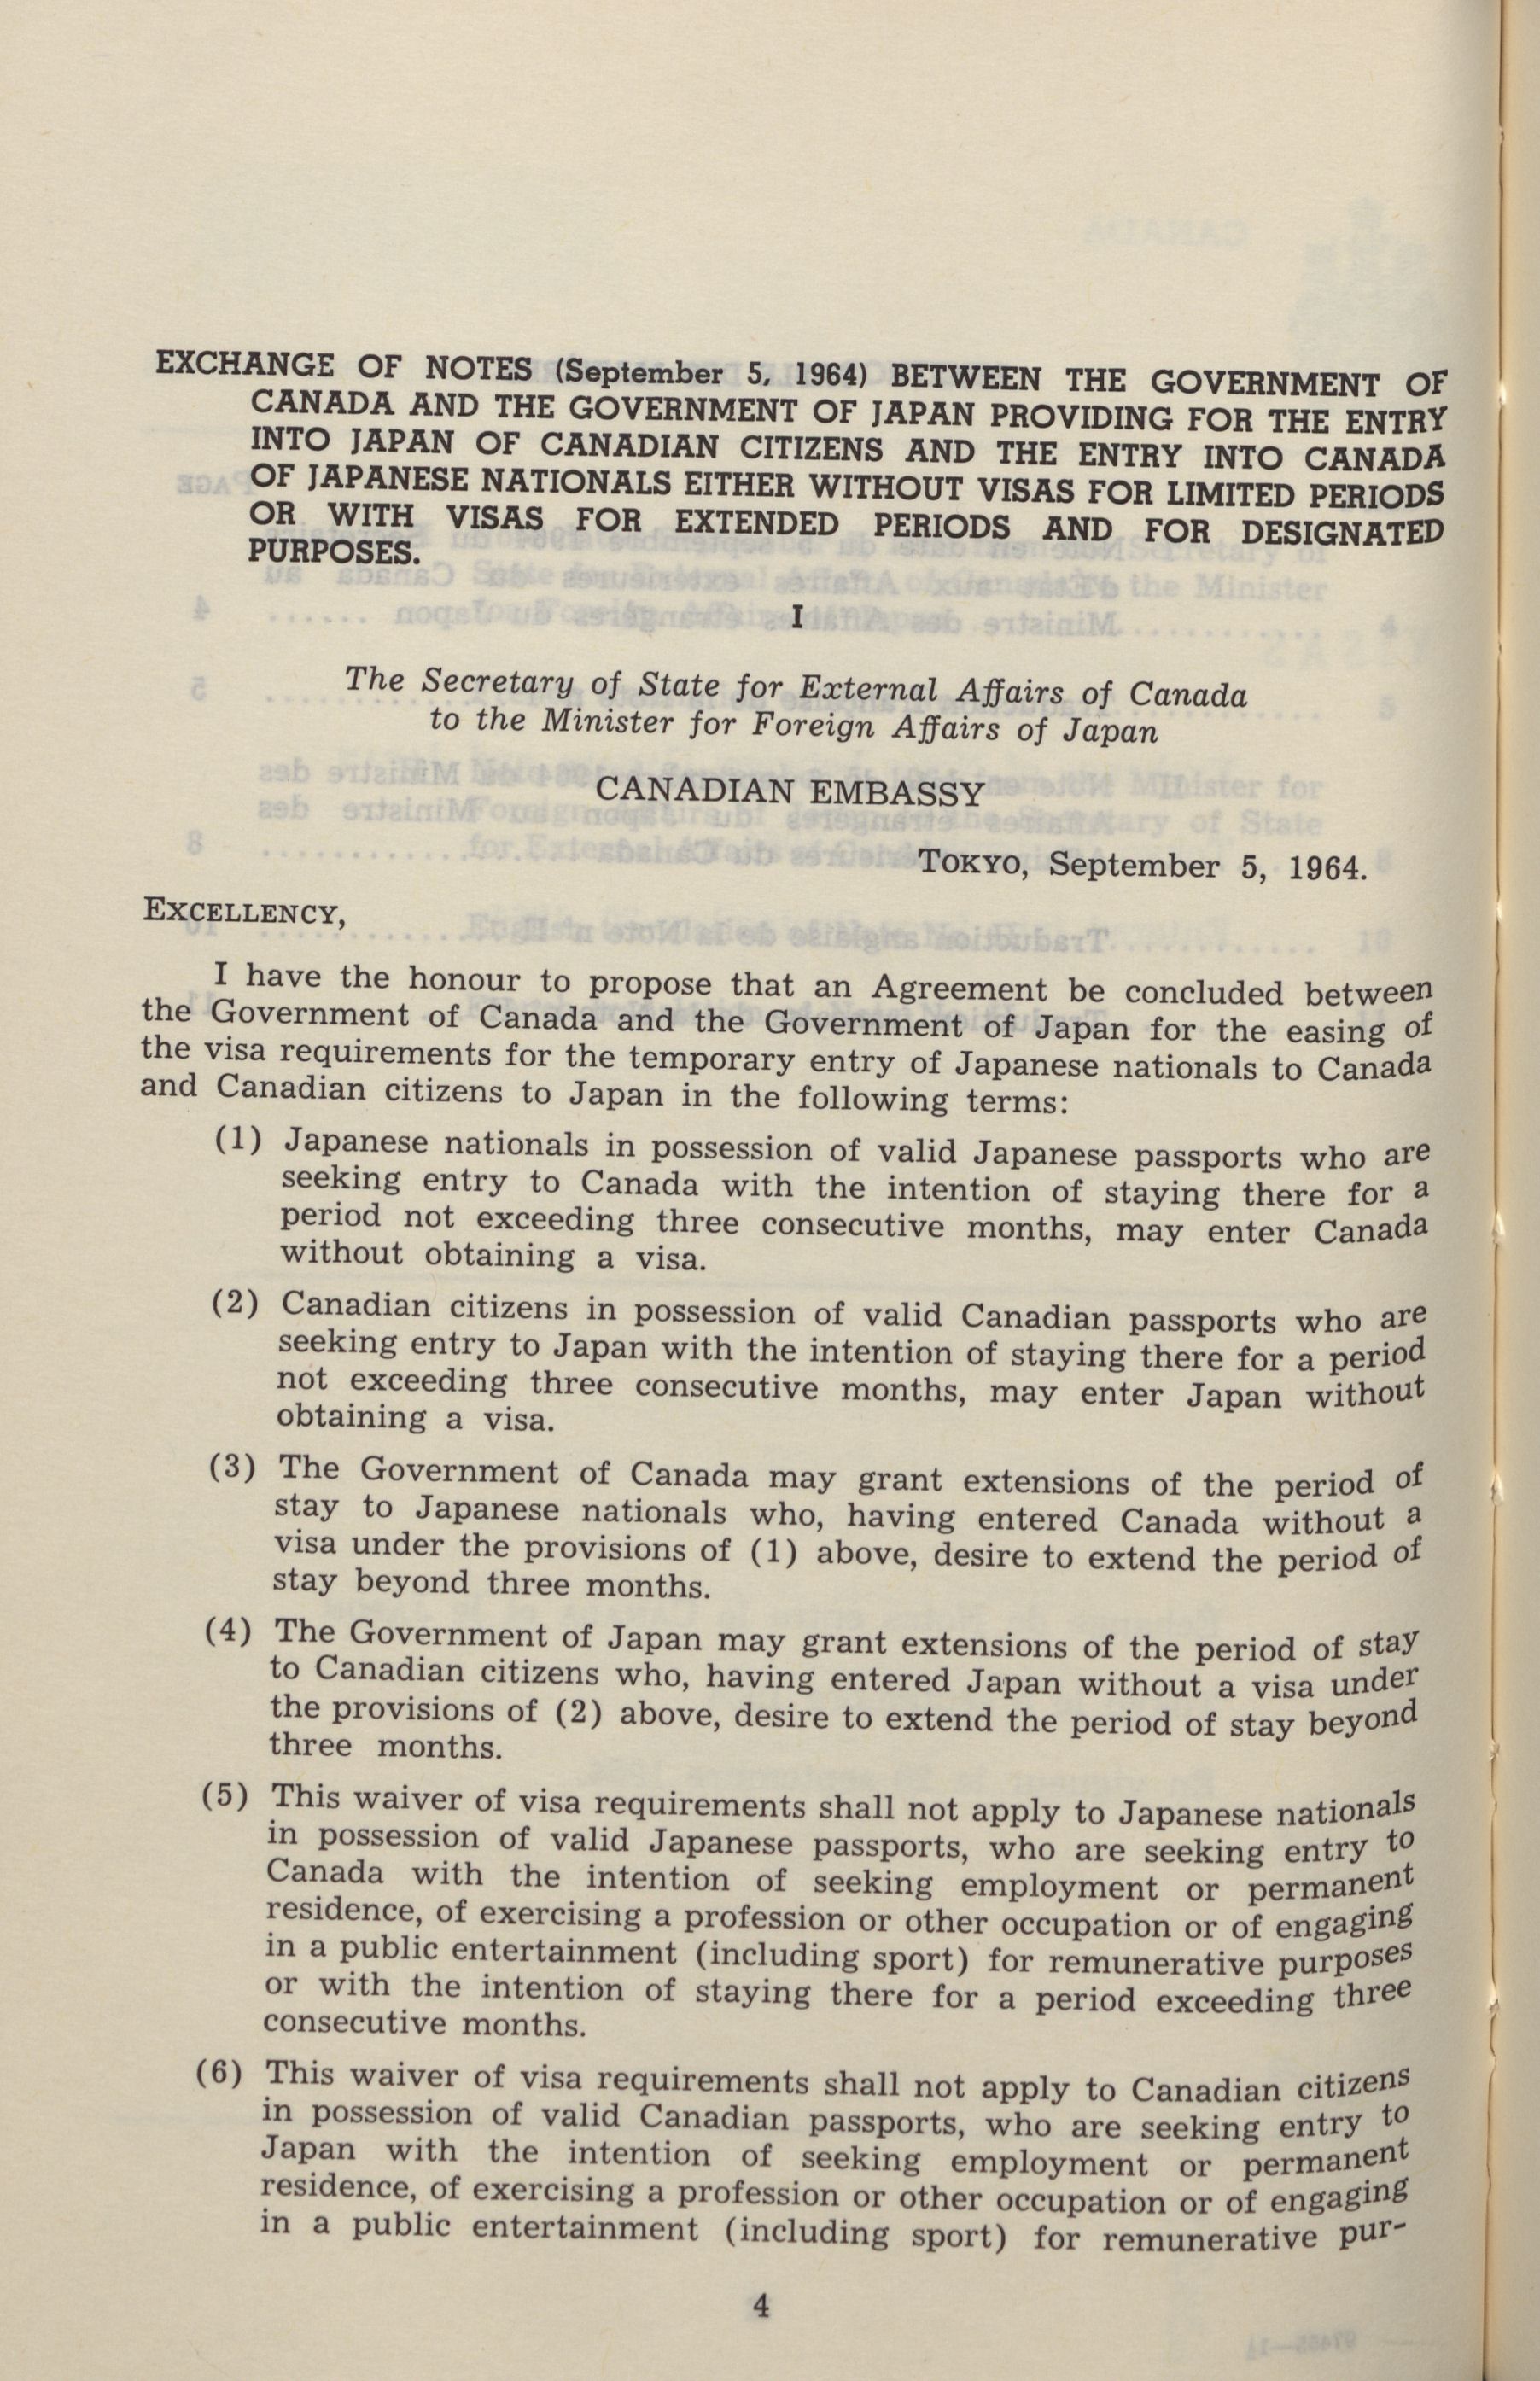 EXCHANGE OF NOTES (September 5, 1964) BETWEEN THE GOVERNMENT OF
CANADA AND THE GOVERNMENT OF JAPAN PROVIDING FOR THE ENTRY
INTO JAPAN OF CANADIAN CITIZENS AND THE ENTRY INTO CANADA
OF JAPANESE NATIONALS EITHER WITHOUT VISAS FOR LIMITED PERIODS
OR WITH VISAS FOR EXTENDED PERIODS AND FOR DESIGNATED
PURPOSES.
I
The Secretary of State for External Affairs of Canada
to the Minister for Foreign Affairs of Japan
CANADIAN EMBASSY
TOKYO, September 5, 1964.
EXCELLENCY,
I have the honour to propose that an Agreement be concluded between
the Government of Canada and the Government of Japan for the easing of
the visa requirements for the temporary entry of Japanese nationals to Canada
and Canadian citizens to Japan in the following terms:
(1) Japanese nationals in possession of valid Japanese passports who are
seeking entry to Canada with the intention of staying there for a
period not exceeding three consecutive months, may enter Canada
without obtaining a visa.
(2) Canadian citizens in possession of valid Canadian passports who are
seeking entry to Japan with the intention of staying there for a period
not exceeding three consecutive months, may enter Japan without
obtaining a visa.
(3) The Government of Canada may grant extensions of the period of
stay to Japanese nationals who, having entered Canada without a
visa under the provisions of (1) above, desire to extend the period of
stay beyond three months.
(4) The Government of Japan may grant extensions of the period of stay
to Canadian citizens who, having entered Japan without a visa under
the provisions of (2) above, desire to extend the period of stay beyond
three months.
(5) This waiver of visa requirements shall not apply to Japanese nationals
in possession of valid Japanese passports, who are seeking entry to
Canada with the intention of seeking employment or permanent
residence, of exercising a profession or other occupation or of engaging
in a public entertainment (including sport) for remunerative purposes
or with the intention of staying there for a period exceeding three
consecutive months.
(6) This waiver of visa requirements shall not apply to Canadian citizens
in possession of valid Canadian passports, who are seeking entry to
Japan with the intention of seeking employment or permanent
residence, of exercising a profession or other occupation or of engaging
in a public entertainment (including sport) for remunerative pur-
4